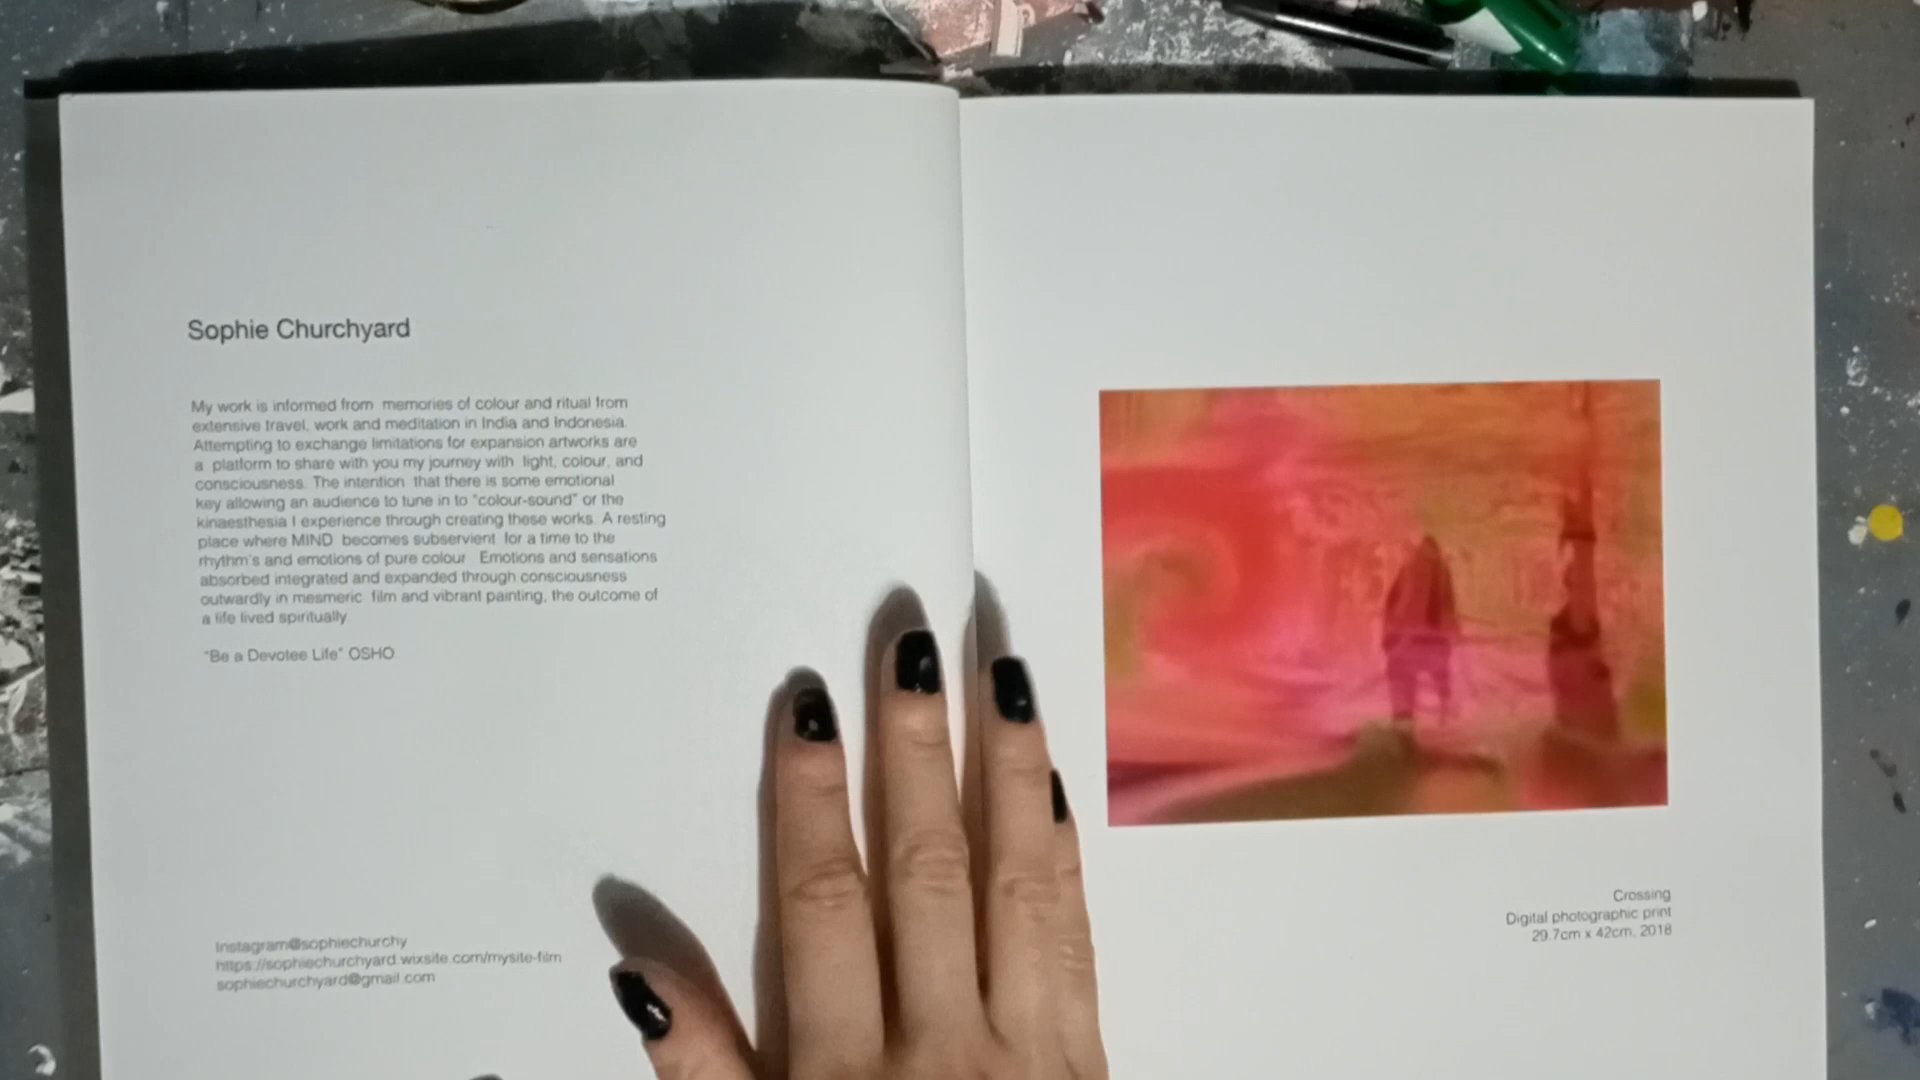 Sophie Churchyard
My work is informed from memories of colour and ritual from
extensive travel, work and meditation in India and Indonesia.
Attempting to exchange limitations for expansion artworks are
a platform to share with you my journey with light, colour, and
consciousness. The intention that there is some emotional
key allowing an audience to tune in to "colour-sound" or the
kinaesthesia I experience through creating these works. A resting
place where MIND becomes subservient for a time to the
rhythm's and emotions of pure colour. Emotions and sensations
absorbed integrated and expanded through consciousness
outwardly in mesmeric film and vibrant painting, the outcome of
a life lived spiritually.
"Be a Devotee Life" OSHO
Instagram@sophiechurchy
https://sophiechurchyard.wixsite.com/mysite-film
sophiechurchyard@gmail.com
Crossing
Digital photographic print
29.7cm x 42cm, 2018